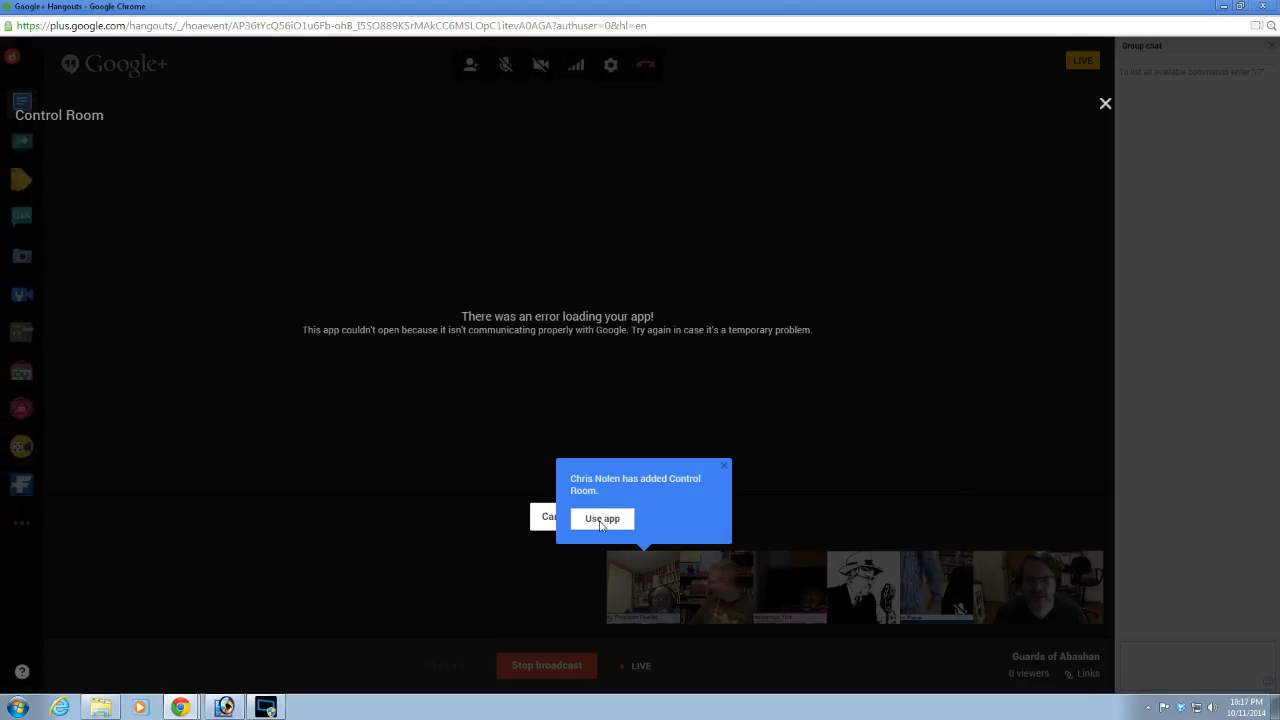 Google+ Hangouts - Google Chrome
https://plus.google.com/hangouts/_/hoaevent/AP36tYcQ56iO1u6Fb-ohB_I5SO889KSrMAkCC6MSLOpC1itevA0AGA?authuser=0&hl=en
Google+
LIVE
Group chat
To list all available commands enter "/?"
Control Room
Q&A
There was an error loading your app!
This app couldn't open because it isn't communicating properly with Google. Try again in case it's a temporary problem.
Chris Nolen has added Control
Room.
Use app
Stop broadcast
LIVE
Guards of Abashan
0 viewers
Links
10:17 PM
10/11/2014